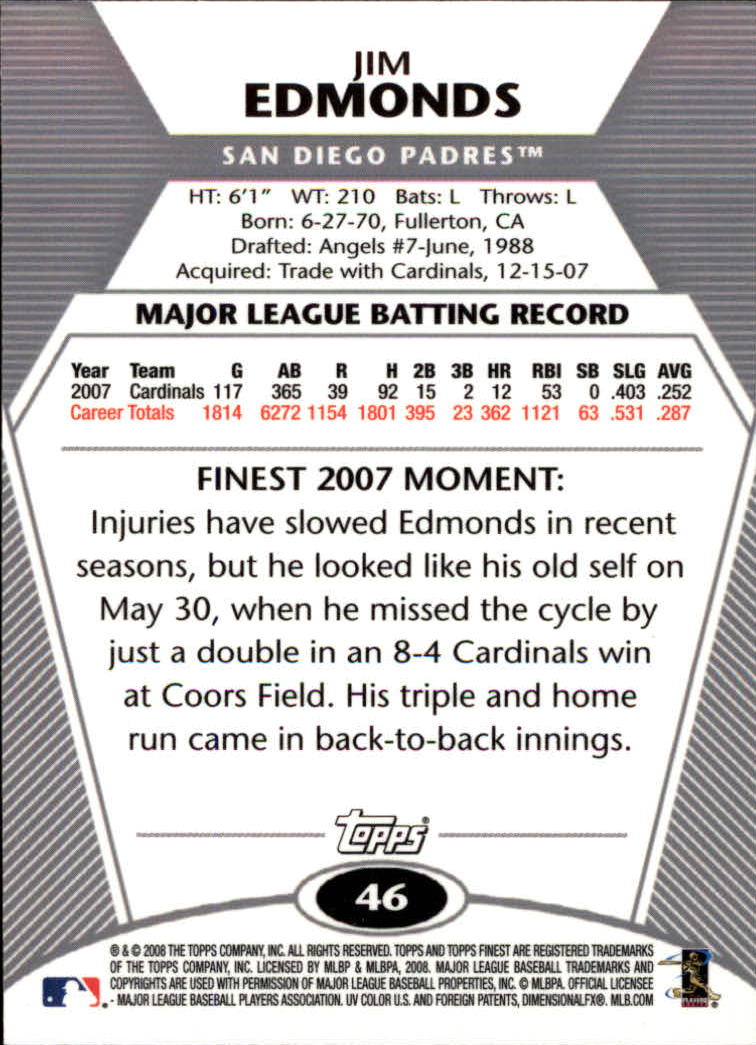 JIM
EDMONDS
SAN DIEGO PADRES™
HT: 6'1" WT: 210 Bats: L Throws: L
Born: 6-27-70, Fullerton, CA
Drafted: Angels #7-June, 1988
Acquired: Trade with Cardinals, 12-15-07
MAJOR LEAGUE BATTING RECORD
Year Team G AB R H 2B 3B HR RBI SB SLG AVG
2007 Cardinals 117 365 39 92 15 2 12 53 0 .403 .252
Career Totals 1814 6272 1154 1801 395 23 362 1121 63 .531 .287
FINEST 2007 MOMENT:
Injuries have slowed Edmonds in recent
seasons, but he looked like his old self on
May 30, when he missed the cycle by
just a double in an 8-4 Cardinals win
at Coors Field. His triple and home
run came in back-to-back innings.
Topps®
46
® & © 2008 THE TOPPS COMPANY, INC. ALL RIGHTS RESERVED. TOPPS AND TOPPS FINEST ARE REGISTERED TRADEMARKS
OF THE TOPPS COMPANY, INC. LICENSED BY MLBP & MLBPA, 2008. MAJOR LEAGUE BASEBALL TRADEMARKS AND
COPYRIGHTS ARE USED WITH PERMISSION OF MAJOR LEAGUE BASEBALL PROPERTIES, INC. © MLBPA. OFFICIAL LICENSEE
- MAJOR LEAGUE BASEBALL PLAYERS ASSOCIATION. UV COLOR U.S. AND FOREIGN PATENTS, DIMENSIONALFX®. MLB.COM